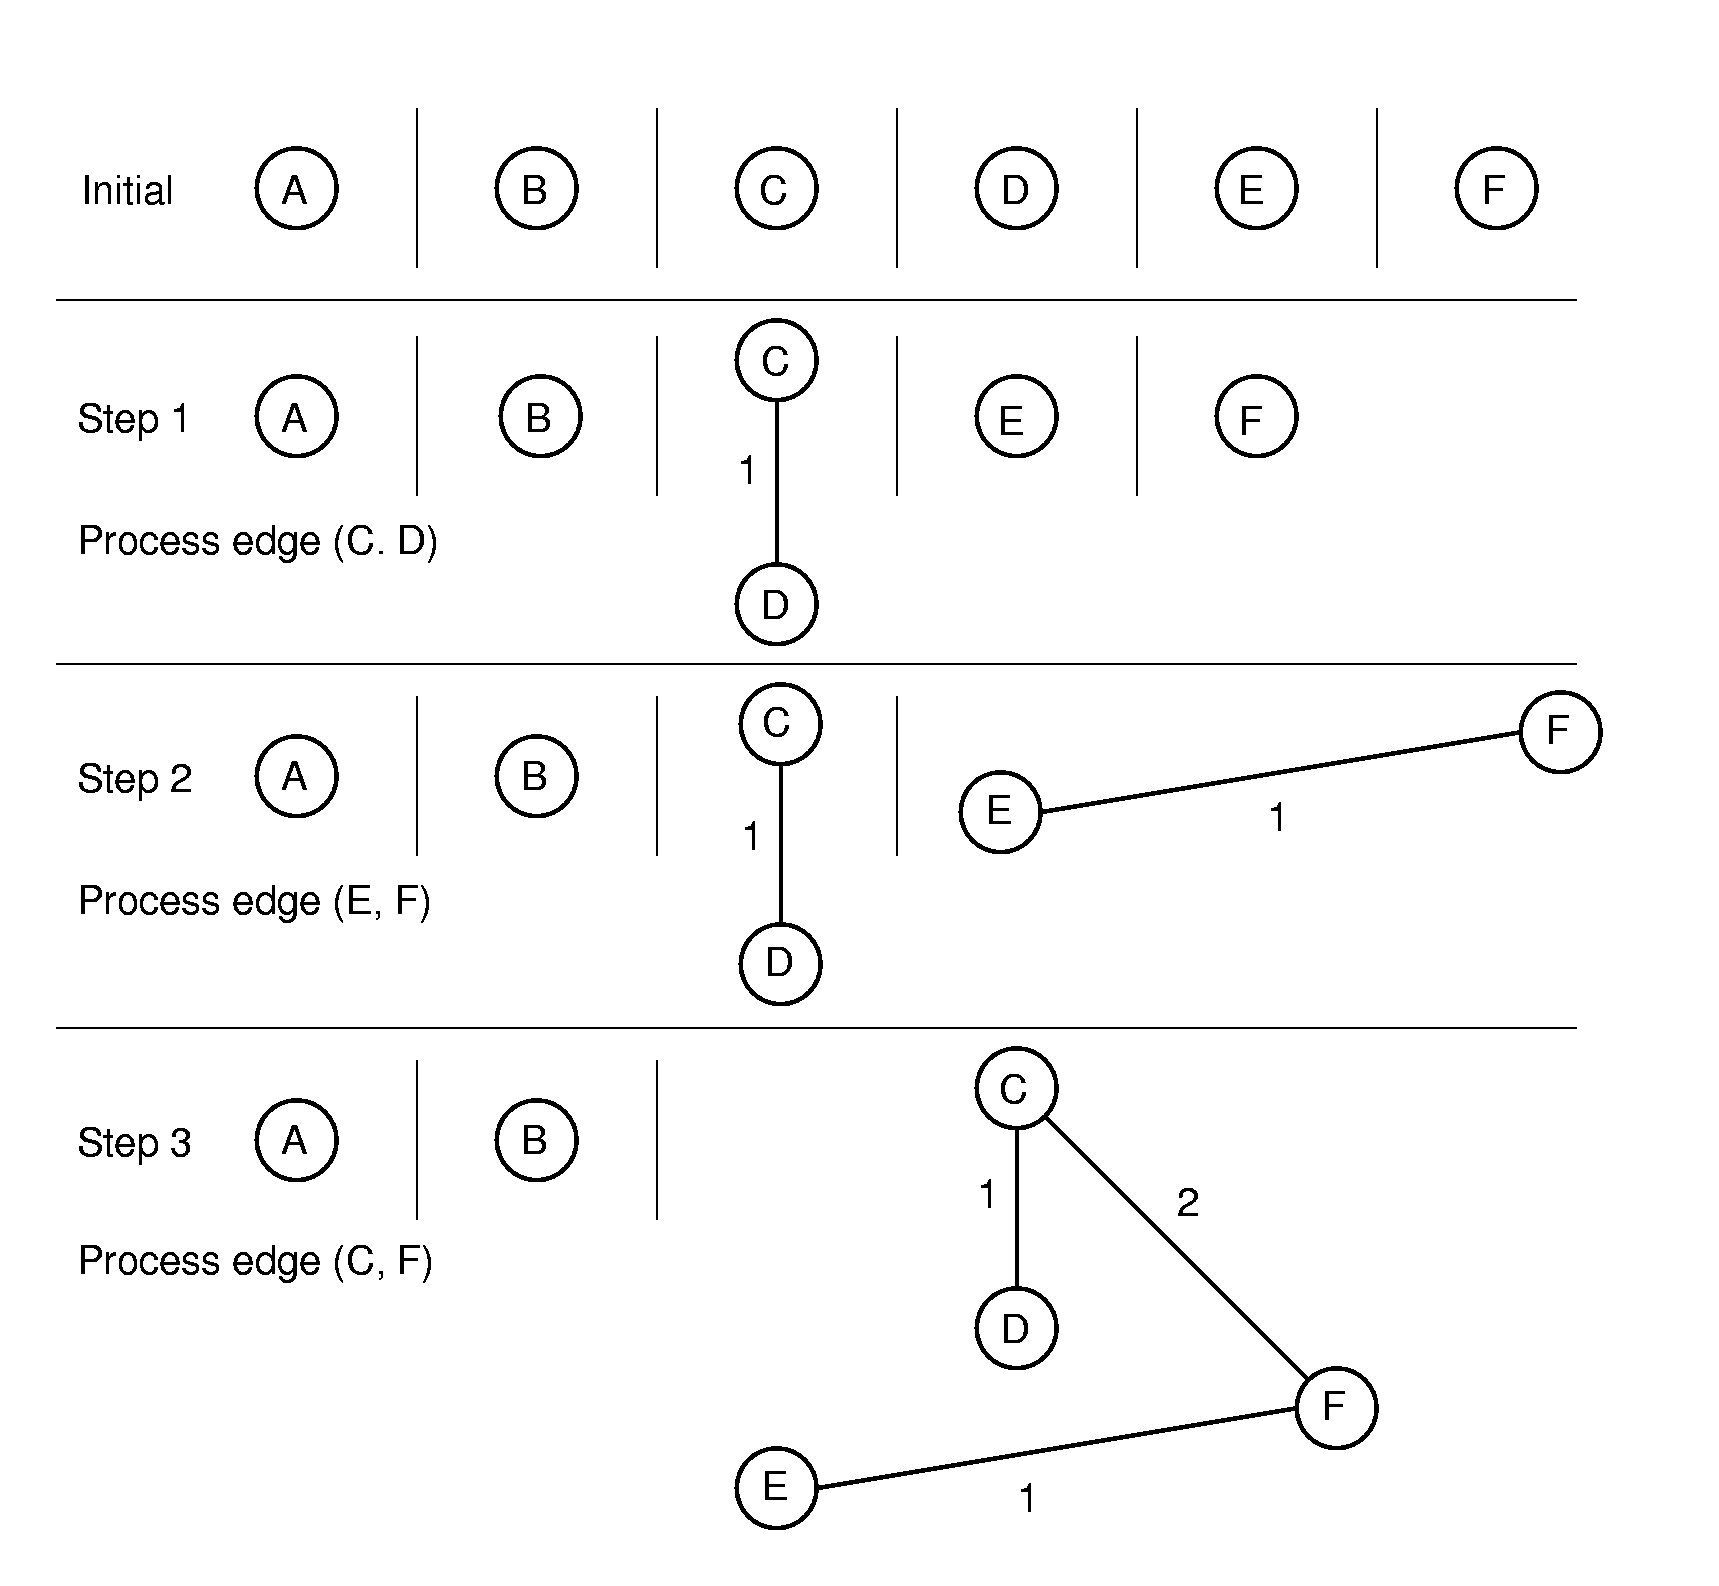 Initial A B C D E F
C
Step 1 A B E F
1
Process edge (C. D)
D
C F
Step 2 A B E
1 1
Process edge (E, F)
D
C
Step 3 A B
1 2
Process edge (C, F)
D
F
E
1